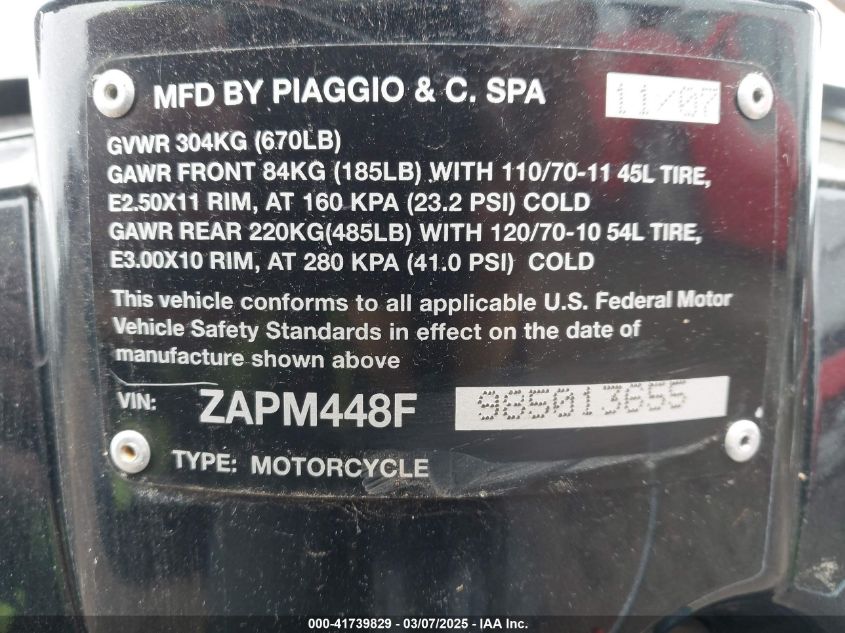 MFD BY PIAGGIO & C. SPA 11/07
GVWR 304KG (670LB)
GAWR FRONT 84KG (185LB) WITH 110/70-11 45L TIRE,
E2.50X11 RIM, AT 160 KPA (23.2 PSI) COLD
GAWR REAR 220KG(485LB) WITH 120/70-10 54L TIRE,
E3.00X10 RIM, AT 280 KPA (41.0 PSI) COLD
This vehicle conforms to all applicable U.S. Federal Motor
Vehicle Safety Standards in effect on the date of
manufacture shown above
VIN: ZAPM448F 985013655
TYPE: MOTORCYCLE
000-41739829 - 03/07/2025 - IAA Inc.